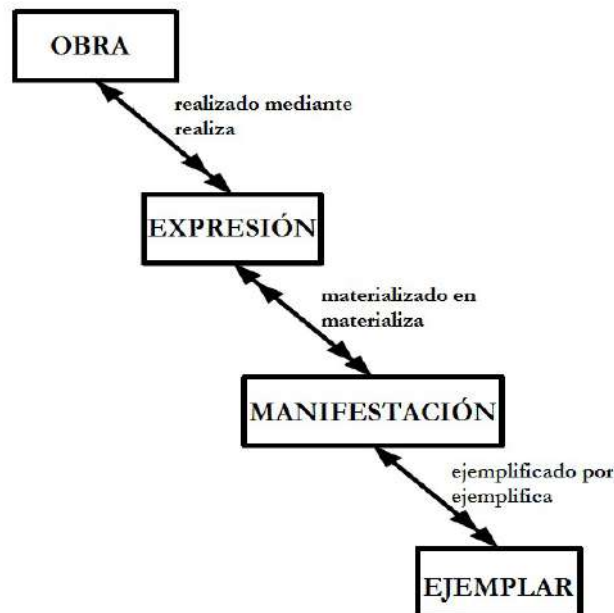 OBRA
realizado mediante
realiza
EXPRESIÓN
materializado en
materializa
MANIFESTACIÓN
ejemplificado por
ejemplifica
EJEMPLAR